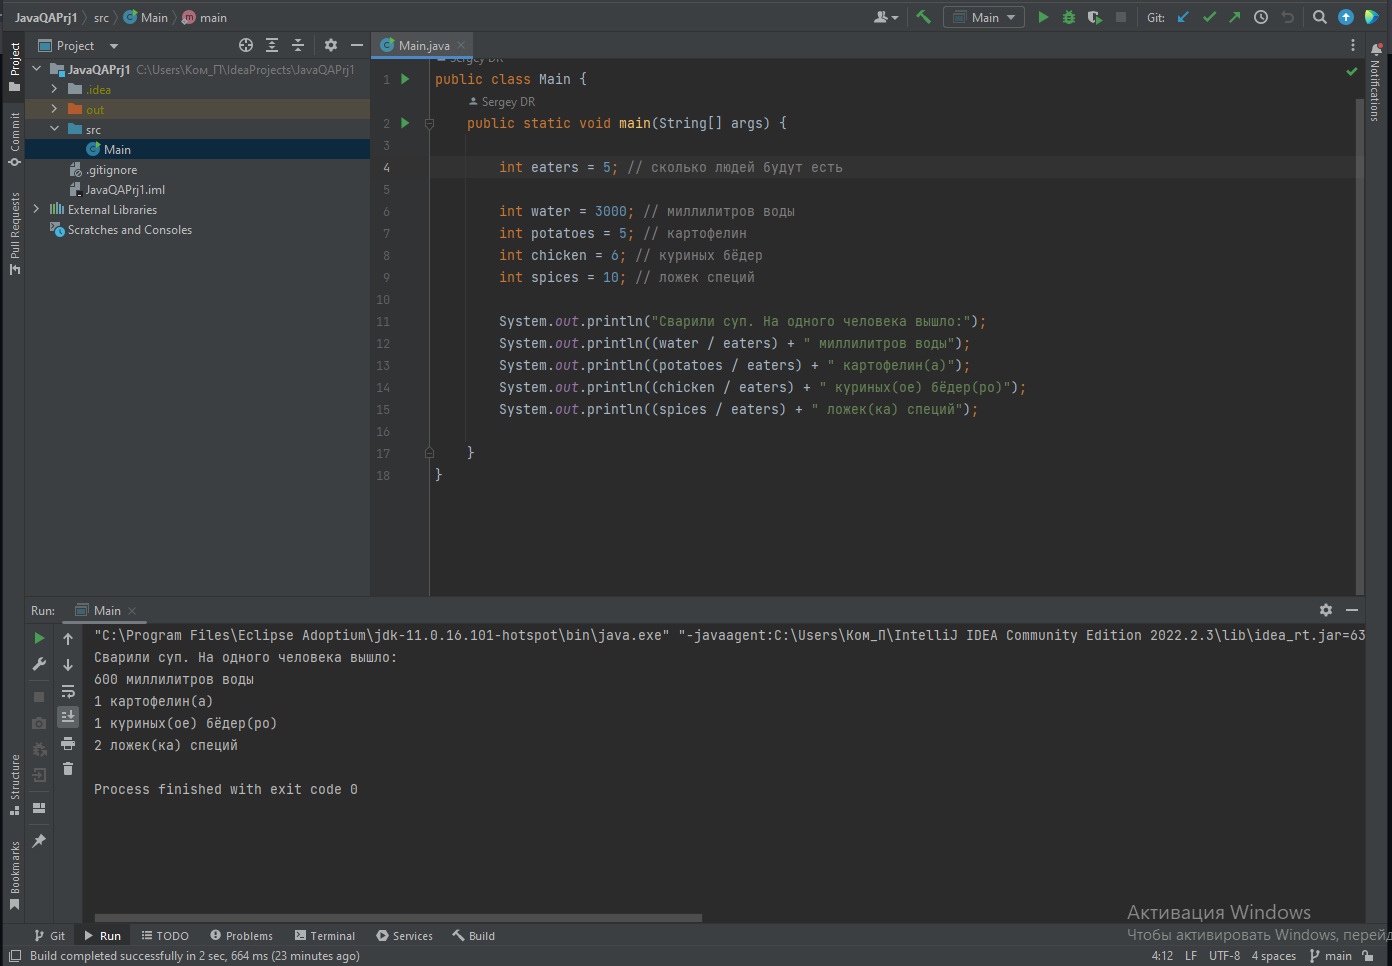 JavaQAPrj1 src Main main
Main Git:
Project Main.java
Project
Commit
Pull Requests
Structure
Bookmarks
Notifications
JavaQAPrj1 C:\Users\Ком_П\IdeaProjects\JavaQAPrj1
.idea
out
src
Main
.gitignore
JavaQAPrj1.iml
External Libraries
Scratches and Consoles
Sergey DR
1 public class Main {
Sergey DR
2 public static void main(String[] args) {
3
4 int eaters = 5; // сколько людей будут есть
5
6 int water = 3000; // миллилитров воды
7 int potatoes = 5; // картофелин
8 int chicken = 6; // куриных бёдер
9 int spices = 10; // ложек специй
10
11 System.out.println("Сварили суп. На одного человека вышло:");
12 System.out.println((water / eaters) + " миллилитров воды");
13 System.out.println((potatoes / eaters) + " картофелин(а)");
14 System.out.println((chicken / eaters) + " куриных(ое) бёдер(ро)");
15 System.out.println((spices / eaters) + " ложек(ка) специй");
16
17 }
18 }
Run: Main
"C:\Program Files\Eclipse Adoptium\jdk-11.0.16.101-hotspot\bin\java.exe" "-javaagent:C:\Users\Ком_П\IntelliJ IDEA Community Edition 2022.2.3\lib\idea_rt.jar=63
Сварили суп. На одного человека вышло:
600 миллилитров воды
1 картофелин(а)
1 куриных(ое) бёдер(ро)
2 ложек(ка) специй
Process finished with exit code 0
Активация Windows
Чтобы активировать Windows, перейд
Git Run TODO Problems Terminal Services Build
Build completed successfully in 2 sec, 664 ms (23 minutes ago) 4:12 LF UTF-8 4 spaces main